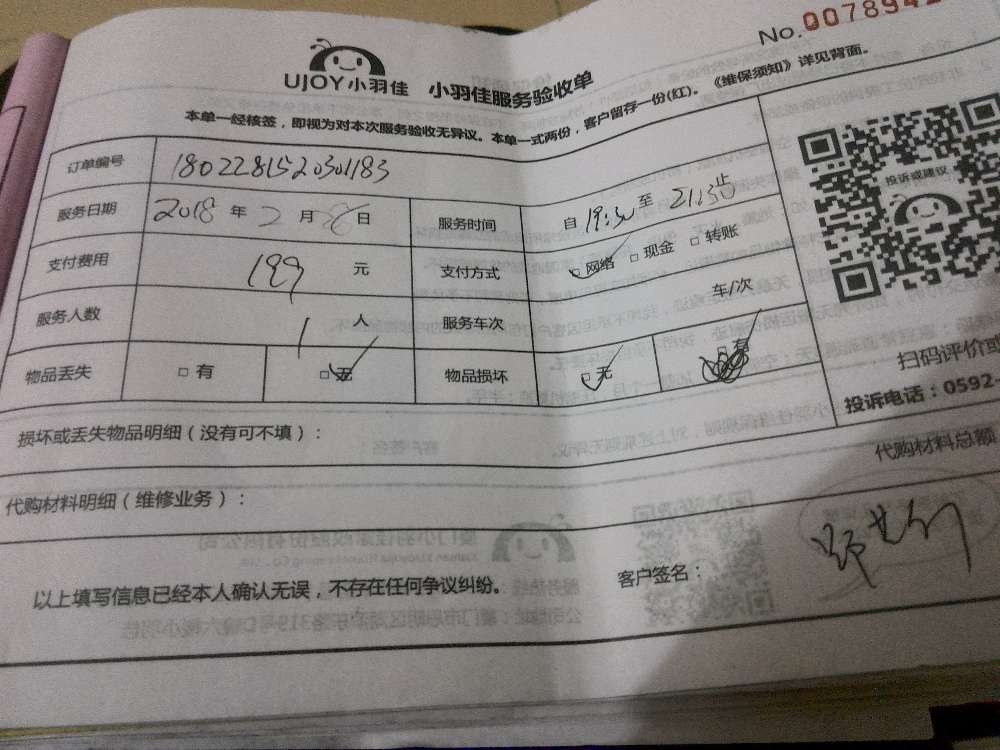 No.007894
UJOY小羽佳 小羽佳服务验收单
本单一经核签，即视为对本次服务验收无异议。本单一式两份，客户留存一份(红)。《维保须知》详见背面。
订单编号 1802281520301183
服务日期 2018 年 2 月 28 日 服务时间 自 19:30 至 21:30止
支付费用 199 元 支付方式 □网络 □现金 □转账
服务人数 1 人 服务车次 车/次
物品丢失 □有 □无 物品损坏 □无 □有
投诉或建议
扫码评价或
投诉电话：0592-
损坏或丢失物品明细（没有可不填）：
代购材料明细（维修业务）： 代购材料总额
以上填写信息已经本人确认无误，不存在任何争议纠纷。 客户签名：